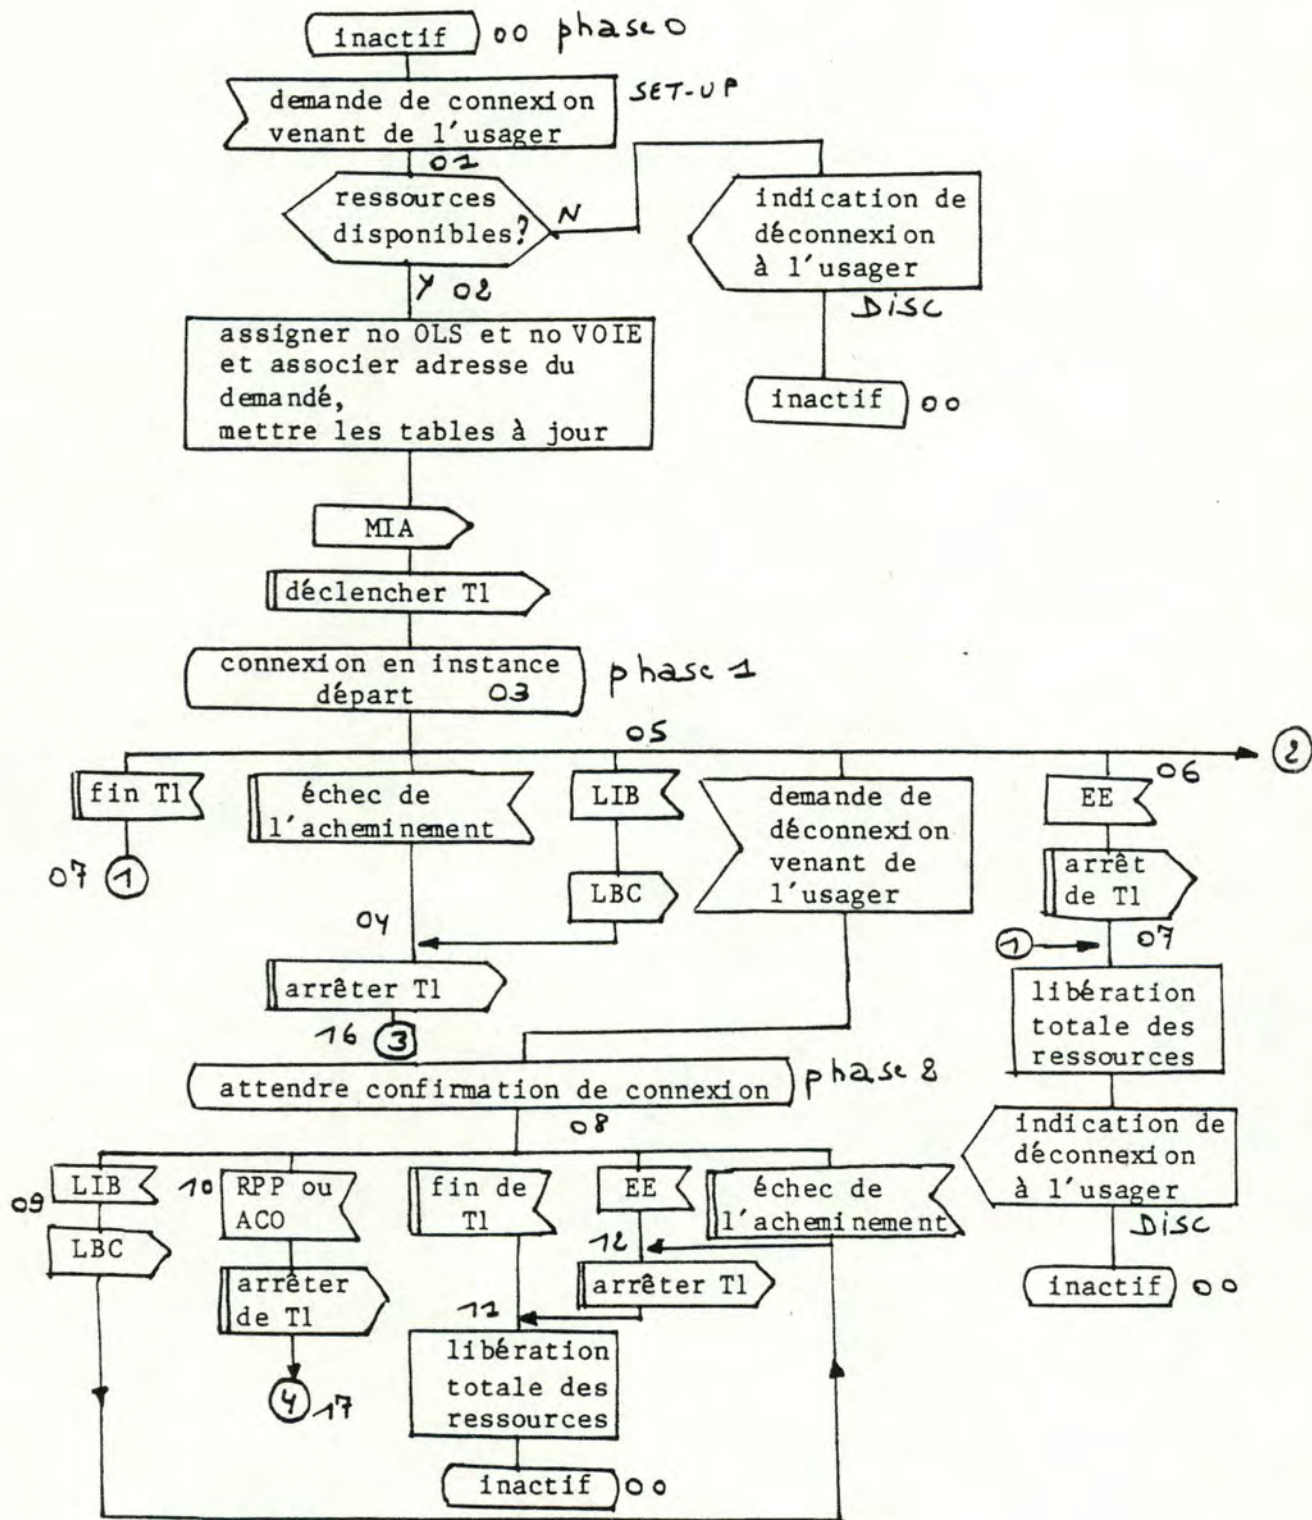 inactif 00 phase 0
demande de connexion SET-UP
venant de l'usager
01
ressources
disponibles? N
indication de
déconnexion
à l'usager
DISC
Y 02
inactif 00
assigner no OLS et no VOIE
et associer adresse du
demandé,
mettre les tables à jour
MIA
déclencher T1
connexion en instance
départ 03
phase 1
05
2
06
fin T1
07 1
échec de
l'acheminement
LIB
LBC
04
demande de
déconnexion
venant de
l'usager
EE
arrêt
de T1
1 07
arrêter T1
16 3
libération
totale des
ressources
attendre confirmation de connexion phase 8
08
indication de
déconnexion
à l'usager
DISC
inactif 00
09 LIB
LBC
10 RPP ou
ACO
arrêter
de T1
4 17
fin de
T1
EE
échec de
l'acheminement
12
arrêter T1
11
libération
totale des
ressources
inactif 00